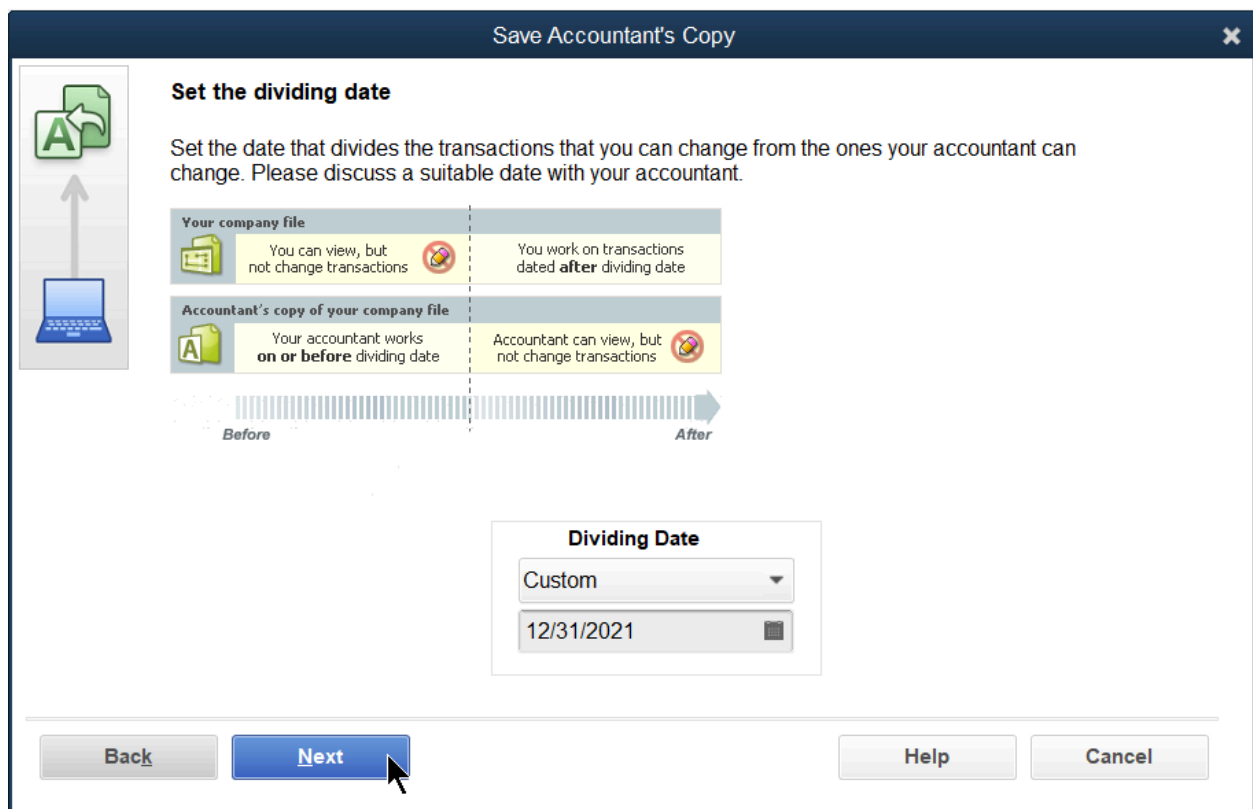 Save Accountant's Copy
Set the dividing date
Set the date that divides the transactions that you can change from the ones your accountant can
change. Please discuss a suitable date with your accountant.
Your company file
You can view, but
not change transactions
You work on transactions
dated after dividing date
Accountant's copy of your company file
A
Your accountant works
on or before dividing date
Accountant can view, but
not change transactions
Before
After
Dividing Date
Custom
12/31/2021
Back
Next
Help
Cancel